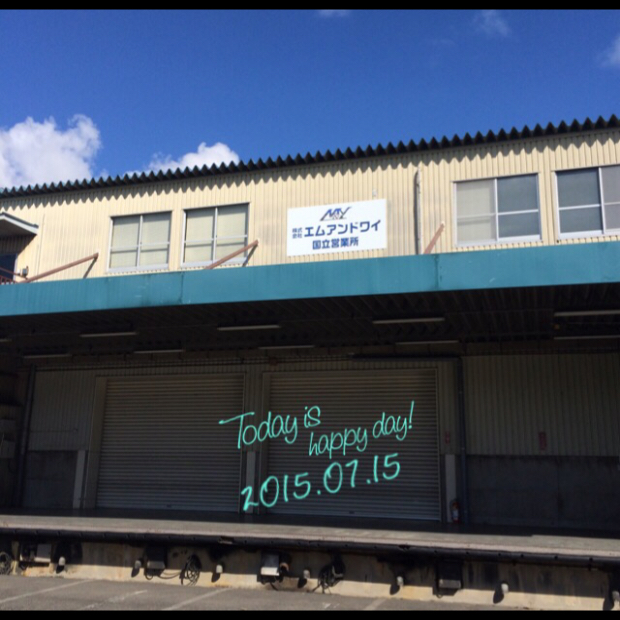 株式
会社 エムアンドワイ
国立営業所
Today is
happy day!
2015.07.15